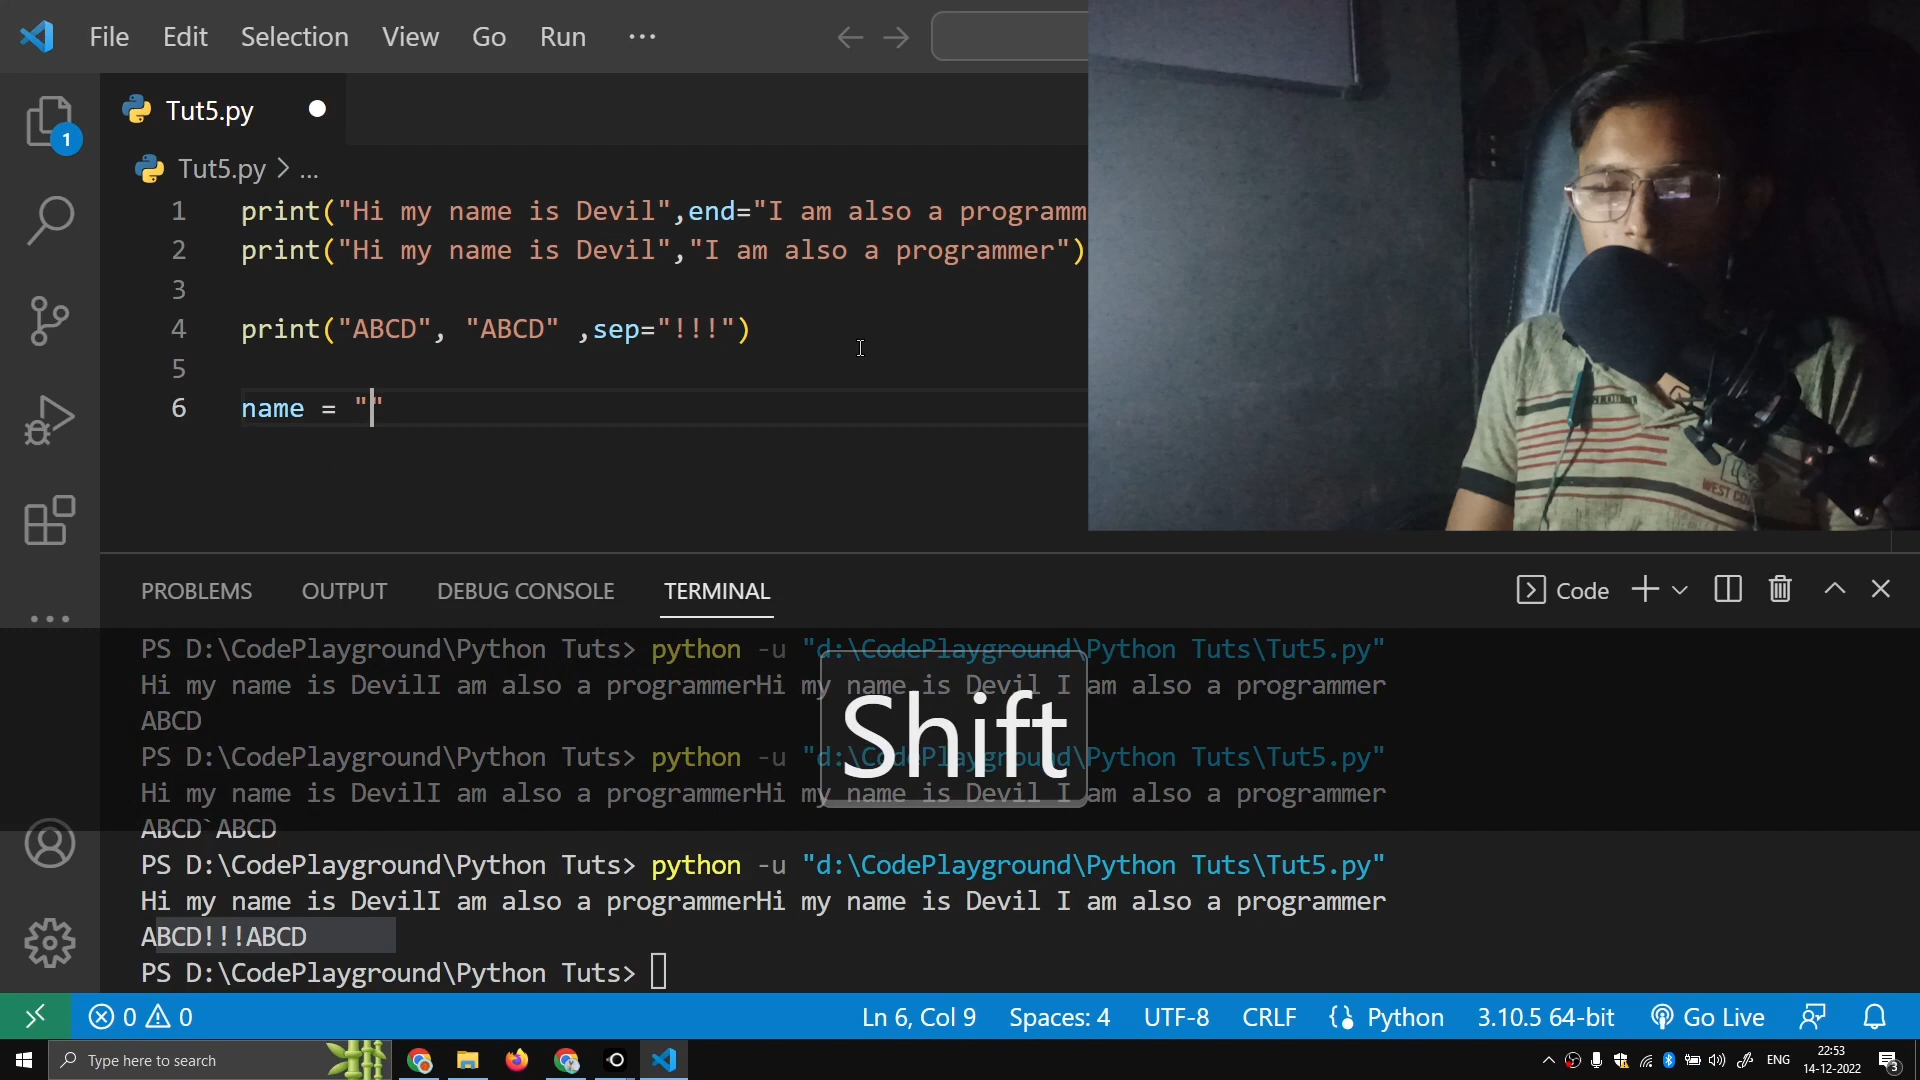 File Edit Selection View Go Run ...
Tut5.py
1
Tut5.py > ...
1 print("Hi my name is Devil",end="I am also a programm
2 print("Hi my name is Devil","I am also a programmer")
3
4 print("ABCD", "ABCD" ,sep="!!!")
5
6 name = ""
PROBLEMS OUTPUT DEBUG CONSOLE TERMINAL Code
PS D:\CodePlayground\Python Tuts> python -u "d:\CodePlayground\Python Tuts\Tut5.py"
Hi my name is DevilI am also a programmerHi my name is Devil I am also a programmer
ABCD
Shift
PS D:\CodePlayground\Python Tuts> python -u "d:\CodePlayground\Python Tuts\Tut5.py"
Hi my name is DevilI am also a programmerHi my name is Devil I am also a programmer
ABCD`ABCD
PS D:\CodePlayground\Python Tuts> python -u "d:\CodePlayground\Python Tuts\Tut5.py"
Hi my name is DevilI am also a programmerHi my name is Devil I am also a programmer
ABCD!!!ABCD
PS D:\CodePlayground\Python Tuts>
0 0 Ln 6, Col 9 Spaces: 4 UTF-8 CRLF Python 3.10.5 64-bit Go Live
Type here to search ENG 22:53
14-12-2022 3